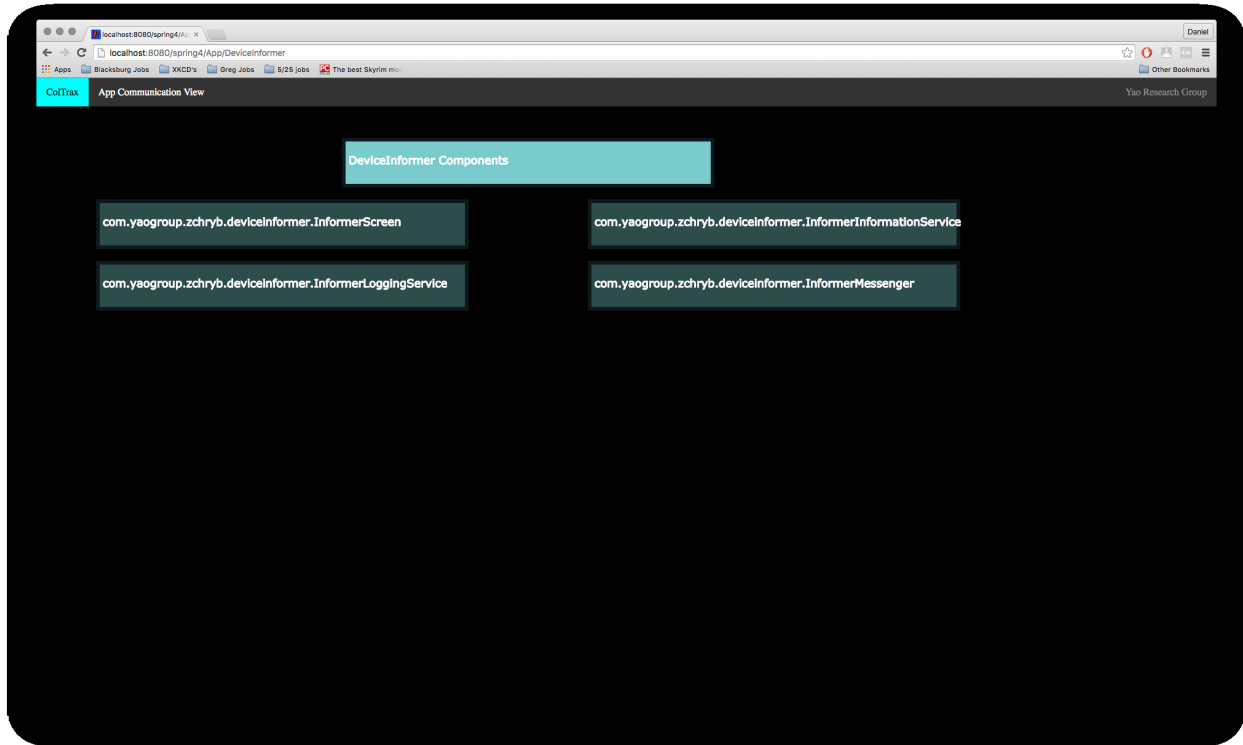 localhost:8080/spring4/Ap
Daniel
localhost:8080/spring4/App/DeviceInformer
Apps Blacksburg Jobs XKCD's Greg Jobs 5/25 jobs The best Skyrim mo Other Bookmarks
ColTrax App Communication View Yao Research Group
DeviceInformer Components
com.yaogroup.zchryb.deviceinformer.InformerScreen com.yaogroup.zchryb.deviceinformer.InformerInformationService
com.yaogroup.zchryb.deviceinformer.InformerLoggingService com.yaogroup.zchryb.deviceinformer.InformerMessenger